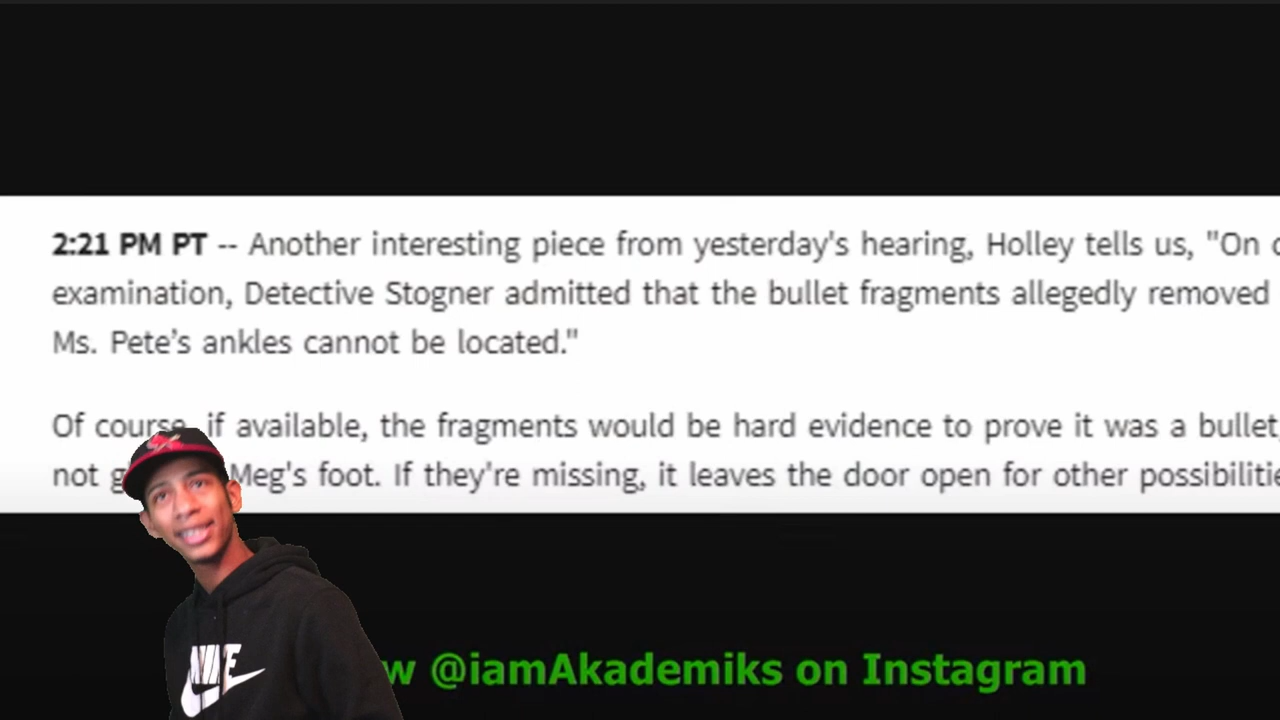 2:21 PM PT -- Another interesting piece from yesterday's hearing, Holley tells us, "On
examination, Detective Stogner admitted that the bullet fragments allegedly removed
Ms. Pete's ankles cannot be located."
Of course, if available, the fragments would be hard evidence to prove it was a bullet,
not Meg's foot. If they're missing, it leaves the door open for other
NIKE
@iamAkademiks on Instagram